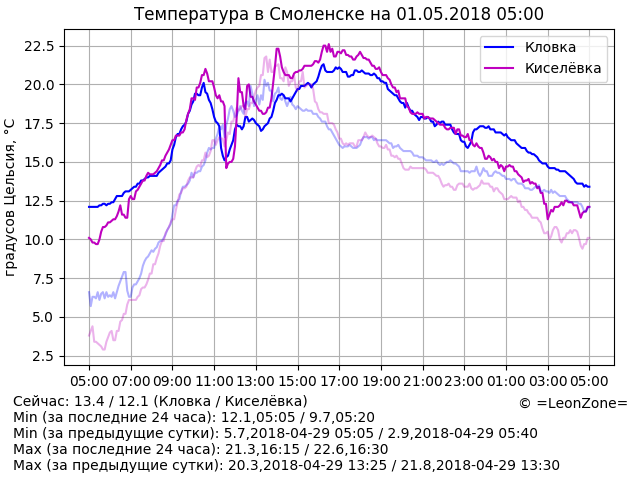 Температура в Смоленске на 01.05.2018 05:00
градусов Цельсия, °C
22.5
20.0
17.5
15.0
12.5
10.0
7.5
5.0
2.5
Кловка
Киселёвка
05:00 07:00 09:00 11:00 13:00 15:00 17:00 19:00 21:00 23:00 01:00 03:00 05:00
Сейчас: 13.4 / 12.1 (Кловка / Киселёвка)
© =LeonZone=
Min (за последние 24 часа): 12.1,05:05 / 9.7,05:20
Min (за предыдущие сутки): 5.7,2018-04-29 05:05 / 2.9,2018-04-29 05:40
Max (за последние 24 часа): 21.3,16:15 / 22.6,16:30
Max (за предыдущие сутки): 20.3,2018-04-29 13:25 / 21.8,2018-04-29 13:30